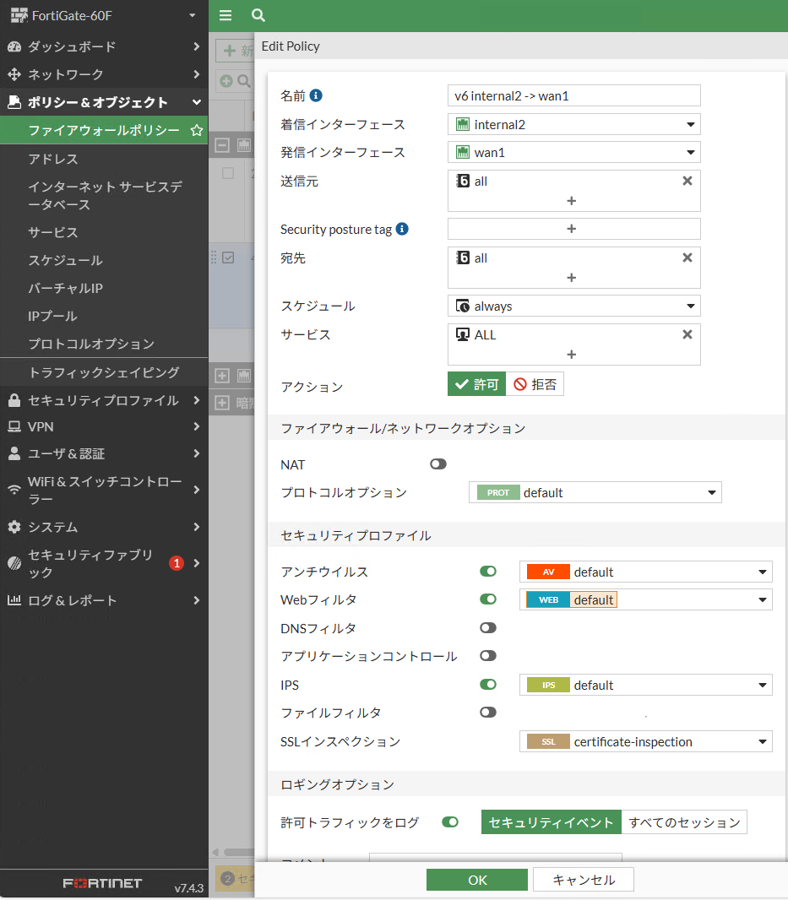 FortiGate-60F
ダッシュボード
ネットワーク
ポリシー & オブジェクト
ファイアウォールポリシー
アドレス
インターネット サービスデ
ータベース
サービス
スケジュール
バーチャルIP
IPプール
プロトコルオプション
トラフィックシェイピング
セキュリティプロファイル
VPN
ユーザ & 認証
WiFi & スイッチコントロー
ラー
システム
セキュリティファブリ
ック
1
ログ & レポート
FORTINET
v7.4.3
新
2
セキ
Edit Policy
名前
v6 internal2 -> wan1
着信インターフェース
internal2
発信インターフェース
wan1
送信元
6 all
Security posture tag
宛先
6 all
スケジュール
always
サービス
ALL
アクション
許可
拒否
ファイアウォール/ネットワークオプション
NAT
プロトコルオプション
PROT default
セキュリティプロファイル
アンチウイルス
AV default
Webフィルタ
WEB default
DNSフィルタ
アプリケーションコントロール
IPS
IPS default
ファイルフィルタ
SSLインスペクション
SSL certificate-inspection
ロギングオプション
許可トラフィックをログ
セキュリティイベント
すべてのセッション
コメント
OK
キャンセル